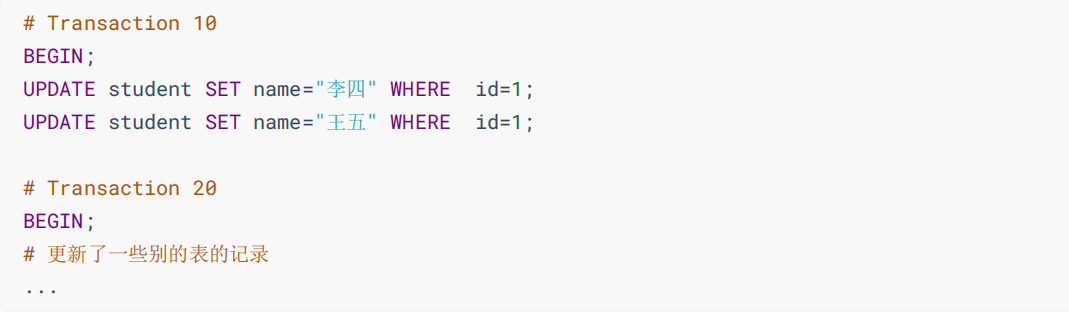 # Transaction 10
BEGIN;
UPDATE student SET name="李四" WHERE  id=1;
UPDATE student SET name="王五" WHERE  id=1;
# Transaction 20
BEGIN;
# 更新了一些别的表的记录
...